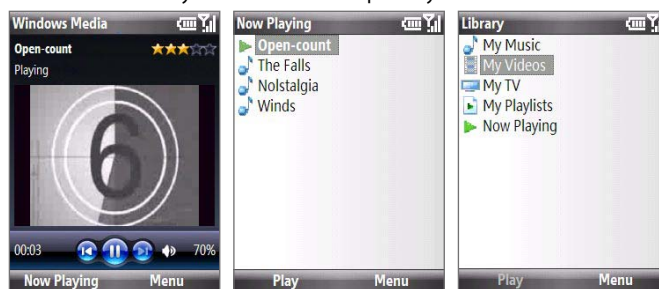 Windows Media
Open-count
Playing
6
00:03
70%
Now Playing
Menu
Now Playing
Open-count
The Falls
Nolstalgia
Winds
Play
Menu
Library
My Music
My Videos
My TV
My Playlists
Now Playing
Play
Menu